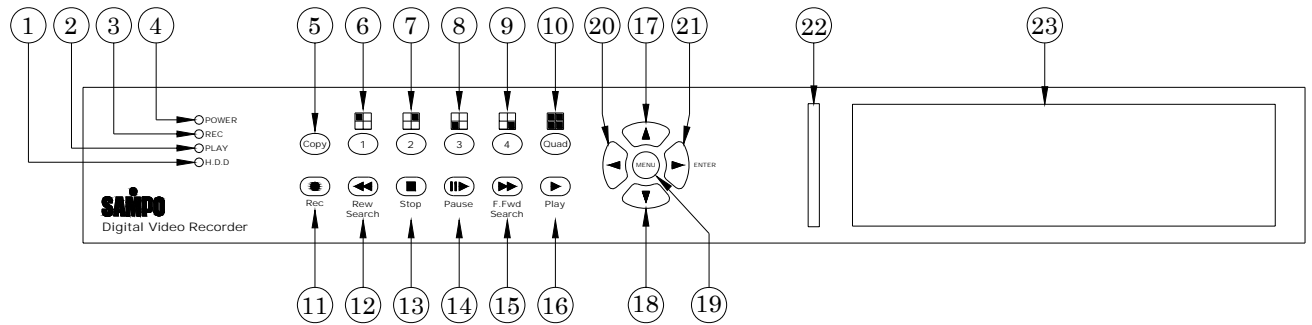 1 2 3 4 5 6 7 8 9 10 20 17 21 22 23
POWER
REC
PLAY
H.D.D
Copy 1 2 3 4 Quad
MENU
ENTER
SAMPO
Digital Video Recorder
Rec
Rew Search
Stop
Pause
F.Fwd Search
Play
11 12 13 14 15 16 18 19